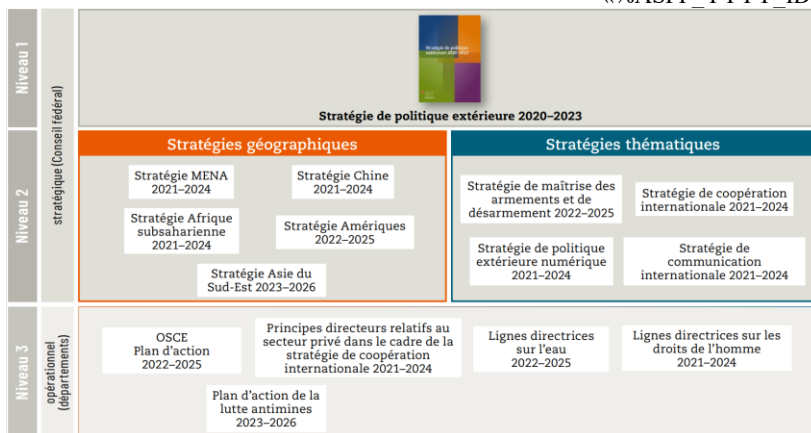 Niveau 1
Stratégie de politique
extérieure 2020–2023
Stratégie de politique extérieure 2020–2023
Niveau 2
stratégique (Conseil fédéral)
Stratégies géographiques
Stratégie MENA
2021–2024
Stratégie Chine
2021–2024
Stratégie Afrique
subsaharienne
2021–2024
Stratégie Amériques
2022–2025
Stratégie Asie du
Sud-Est 2023–2026
Stratégies thématiques
Stratégie de maîtrise des
armements et de
désarmement 2022–2025
Stratégie de coopération
internationale 2021–2024
Stratégie de politique
extérieure numérique
2021–2024
Stratégie de
communication
internationale 2021–2024
Niveau 3
opérationnel
(départements)
OSCE
Plan d'action
2022–2025
Principes directeurs relatifs au
secteur privé dans le cadre de la
stratégie de coopération
internationale 2021–2024
Lignes directrices
sur l'eau
2022–2025
Lignes directrices sur les
droits de l'homme
2021–2024
Plan d'action de la
lutte antimines
2023–2026